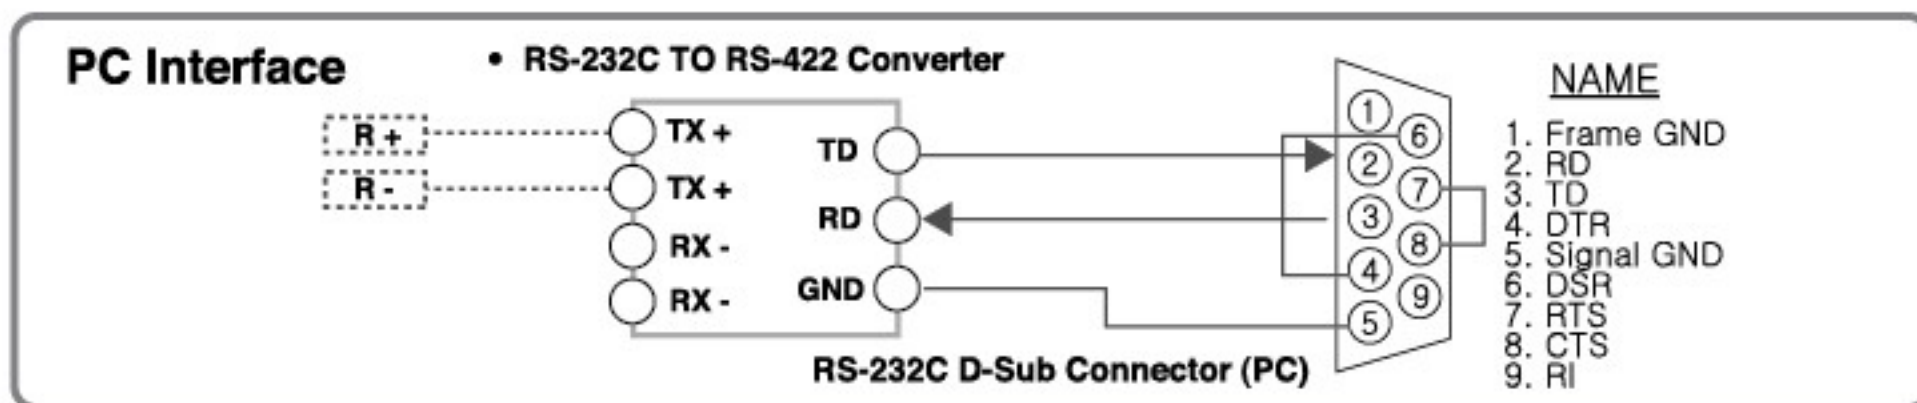 PC Interface
• RS-232C TO RS-422 Converter
R +
R -
TX +
TX +
RX -
RX -
TD
RD
GND
1
2
3
4
5
6
7
8
9
RS-232C D-Sub Connector (PC)
NAME
1. Frame GND
2. RD
3. TD
4. DTR
5. Signal GND
6. DSR
7. RTS
8. CTS
9. RI